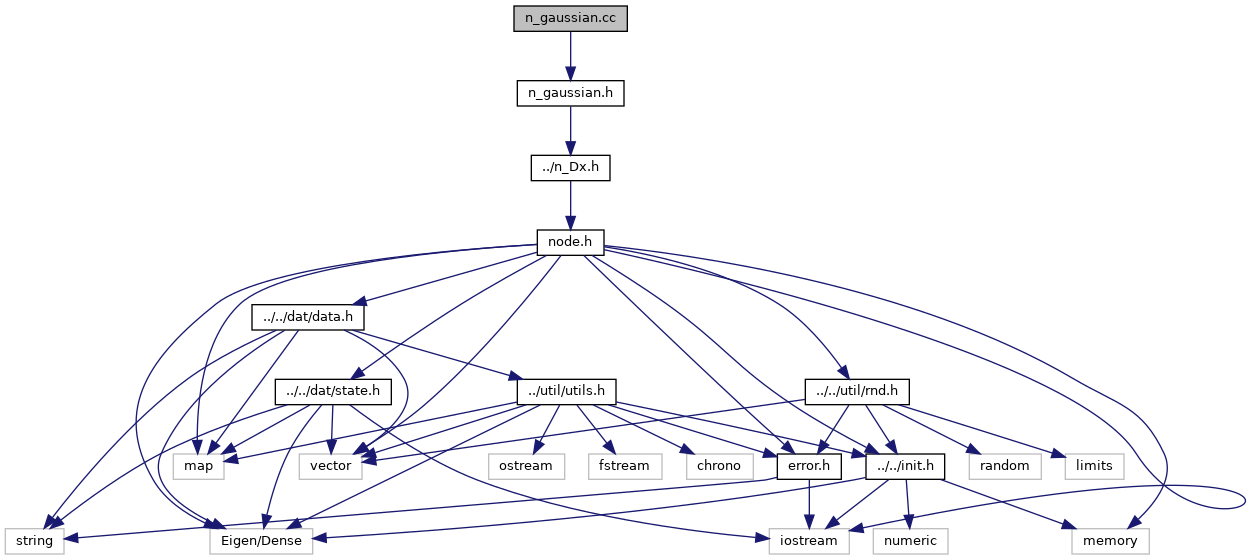 n_gaussian.cc
n_gaussian.h
../n_Dx.h
node.h
../../dat/data.h
../../dat/state.h
../util/utils.h
../../util/rnd.h
map
vector
ostream
fstream
chrono
error.h
../../init.h
random
limits
string
Eigen/Dense
iostream
numeric
memory